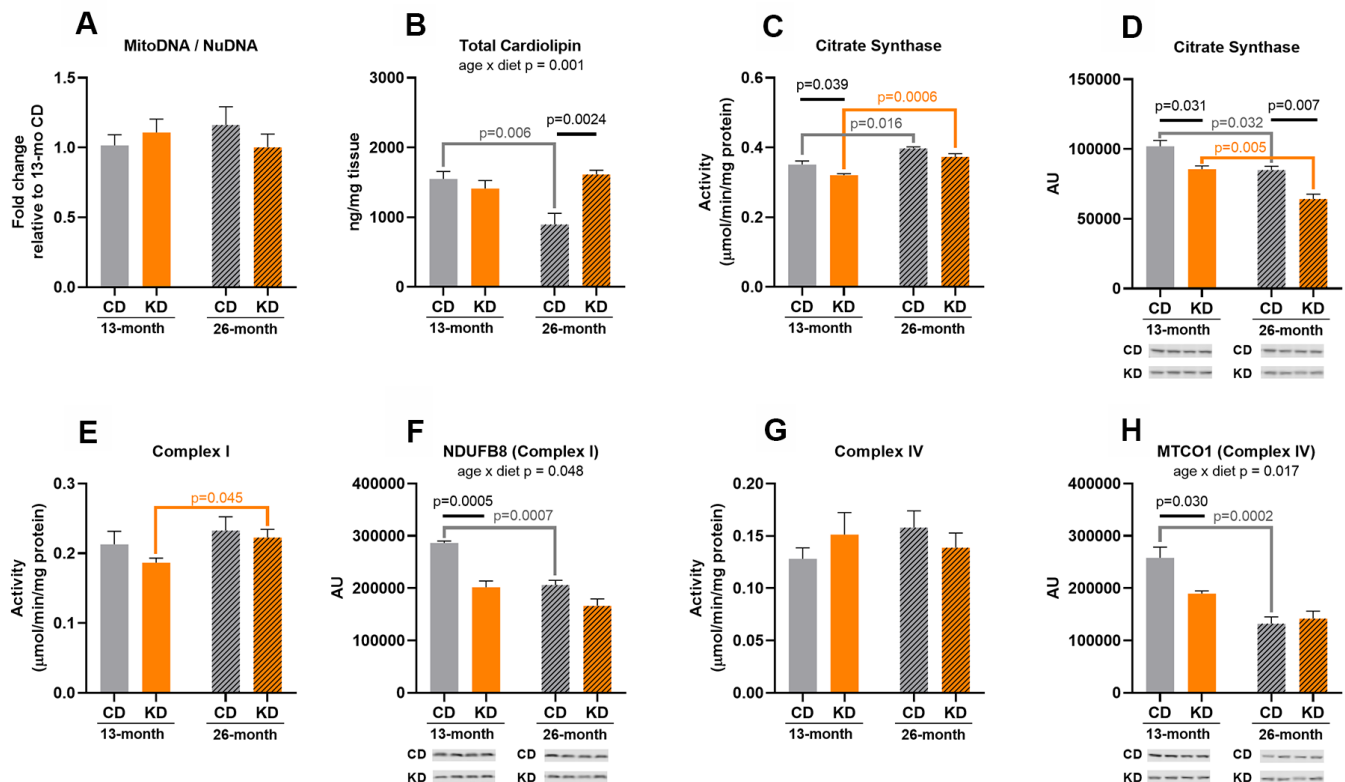 A
MitoDNA / NuDNA
Fold change
relative to 13-mo CD
1.5
1.0
0.5
0.0
CD KD CD KD
13-month 26-month
B
Total Cardiolipin
age x diet p = 0.001
ng/mg tissue
3000
2000
1000
0
p=0.006
p=0.0024
CD KD CD KD
13-month 26-month
C
Citrate Synthase
Activity
(μmol/min/mg protein)
0.6
0.4
0.2
0.0
p=0.039
p=0.0006
p=0.016
CD KD CD KD
13-month 26-month
D
Citrate Synthase
AU
150000
100000
50000
0
p=0.031
p=0.007
p=0.032
p=0.005
CD KD CD KD
13-month 26-month
CD CD
KD KD
E
Complex I
Activity
(μmol/min/mg protein)
0.3
0.2
0.1
0.0
p=0.045
CD KD CD KD
13-month 26-month
F
NDUFB8 (Complex I)
age x diet p = 0.048
AU
400000
300000
200000
100000
0
p=0.0005
p=0.0007
CD KD CD KD
13-month 26-month
CD CD
KD KD
G
Complex IV
Activity
(μmol/min/mg protein)
0.20
0.15
0.10
0.05
0.00
CD KD CD KD
13-month 26-month
H
MTCO1 (Complex IV)
age x diet p = 0.017
AU
400000
300000
200000
100000
0
p=0.030
p=0.0002
CD KD CD KD
13-month 26-month
CD CD
KD KD